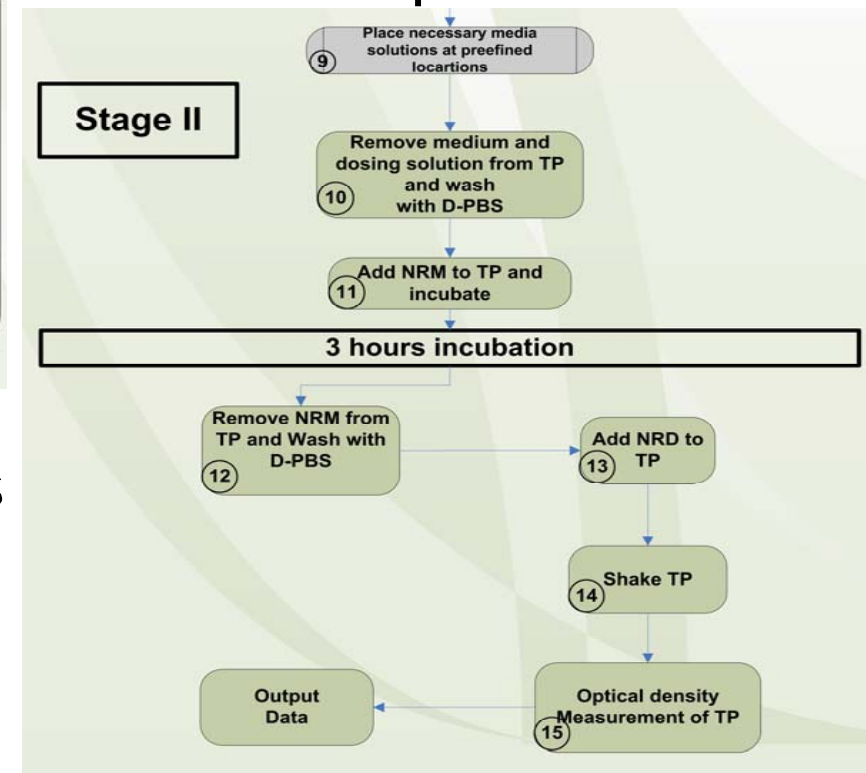 Place necessary media
solutions at preefined
locartions
9
Stage II
Remove medium and
dosing solution from TP
and wash
with D-PBS
10
Add NRM to TP and
incubate
11
3 hours incubation
Remove NRM from
TP and Wash with
D-PBS
12
Add NRD to
TP
13
Shake TP
14
Optical density
Measurement of TP
15
Output
Data